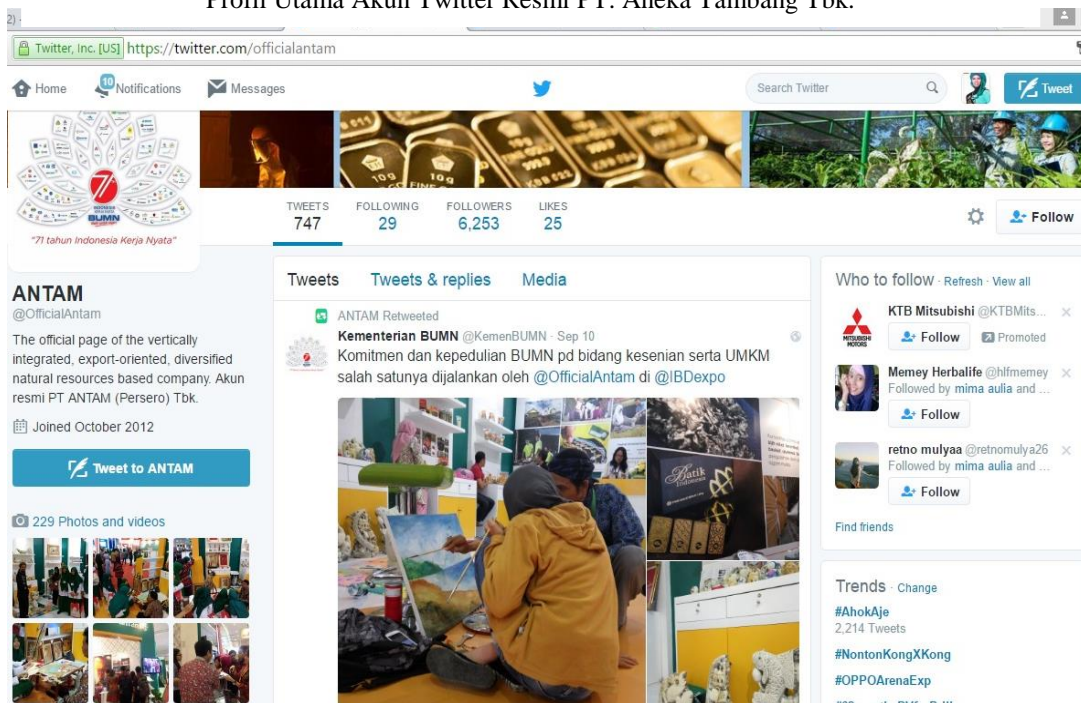 Profil Utama Akun Twitter Resmi PT. Aneka Tambang Tbk.
Twitter, Inc. [US] https://twitter.com/officialantam
Home 10 Notifications Messages Search Twitter Tweet
BUMN
"71 tahun Indonesia Kerja Nyata"
TWEETS FOLLOWING FOLLOWERS LIKES
747 29 6,253 25
Follow
ANTAM
@OfficialAntam
The official page of the vertically
integrated, export-oriented, diversified
natural resources based company. Akun
resmi PT ANTAM (Persero) Tbk.
Joined October 2012
Tweet to ANTAM
229 Photos and videos
Tweets Tweets & replies Media
ANTAM Retweeted
Kementerian BUMN @KemenBUMN · Sep 10
Komitmen dan kepedulian BUMN pd bidang kesenian serta UMKM
salah satunya dijalankan oleh @OfficialAntam di @IBDexpo
Batik
Indonesia
Who to follow · Refresh · View all
KTB Mitsubishi @KTBMits...
Follow Promoted
MITSUBISHI
MOTORS
Memey Herbalife @hlfmemey
Followed by mima aulia and ...
Follow
retno mulyaa @retnomulya26
Followed by mima aulia and ...
Follow
Find friends
Trends · Change
#AhokAje
2,214 Tweets
#NontonKongXKong
#OPPOArenaExp